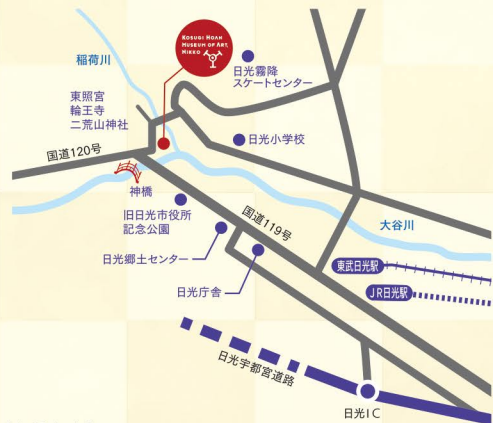 KOSUGI HOAN
MUSEUM OF ART,
NIKKO
稲荷川
日光霧降
スケートセンター
東照宮
輪王寺
二荒山神社
日光小学校
国道120号
神橋
旧日光市役所
記念公園
国道119号
大谷川
日光郷土センター
東武日光駅
日光庁舎
JR日光駅
日光宇都宮道路
日光IC